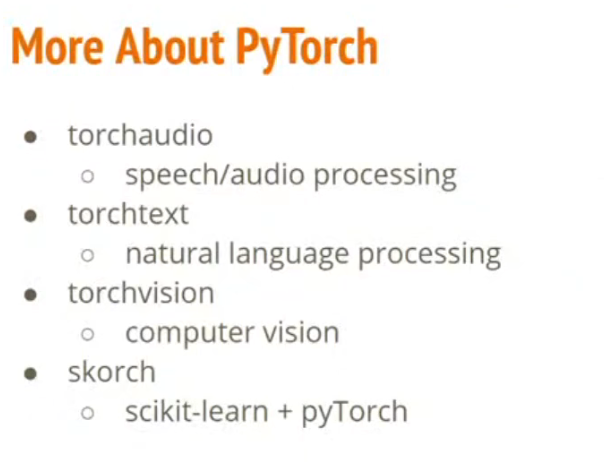 More About PyTorch
● torchaudio
○ speech/audio processing
● torchtext
○ natural language processing
● torchvision
○ computer vision
● skorch
○ scikit-learn + pyTorch